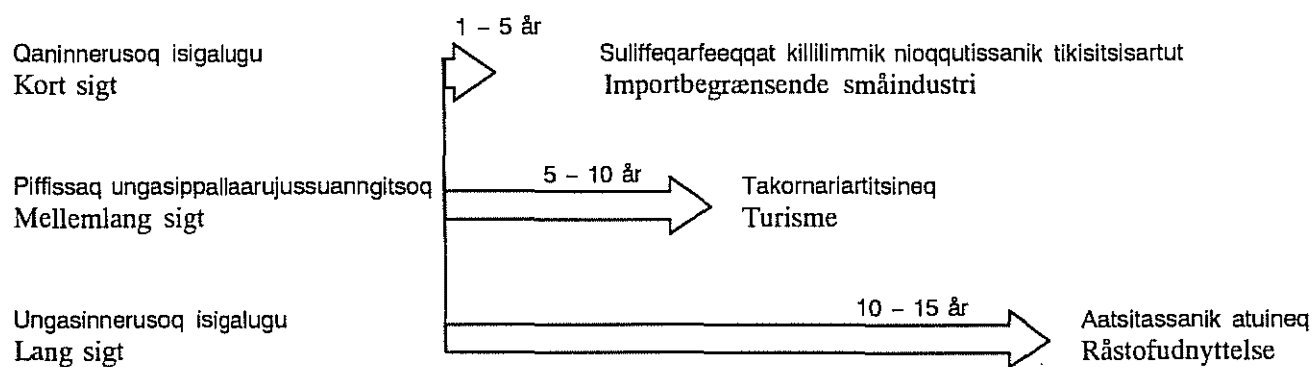 1 – 5 år
Qaninnerusoq isigalugu
Kort sigt
Suliffeqarfeeqqat killilimmik nioqqutissanik tikisitsisartut
Importbegrænsende småindustri
5 – 10 år
Piffissaq ungasippallaarujussuanngitsoq
Mellemlang sigt
Takornariartitsineq
Turisme
10 – 15 år
Ungasinnerusoq isigalugu
Lang sigt
Aatsitassanik atuineq
Råstofudnyttelse